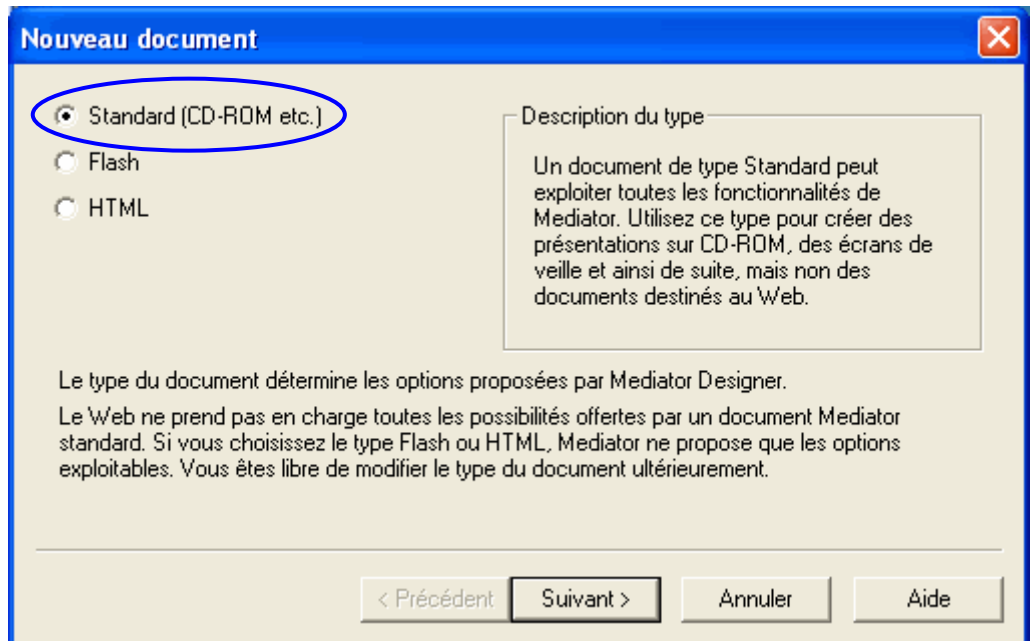 Nouveau document
Standard (CD-ROM etc.)
Flash
HTML
Description du type
Un document de type Standard peut
exploiter toutes les fonctionnalités de
Mediator. Utilisez ce type pour créer des
présentations sur CD-ROM, des écrans de
veille et ainsi de suite, mais non des
documents destinés au Web.
Le type du document détermine les options proposées par Mediator Designer.
Le Web ne prend pas en charge toutes les possibilités offertes par un document Mediator
standard. Si vous choisissez le type Flash ou HTML, Mediator ne propose que les options
exploitables. Vous êtes libre de modifier le type du document ultérieurement.
< Précédent Suivant > Annuler Aide